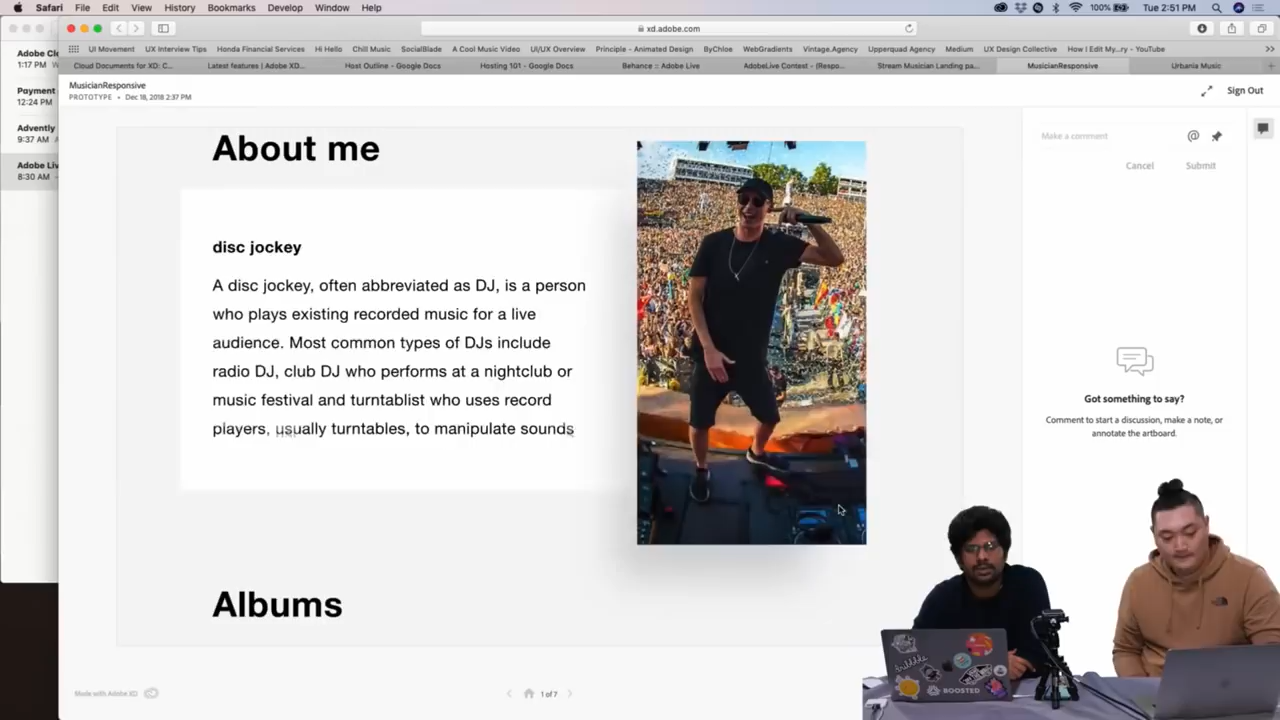 Safari File Edit View History Bookmarks Develop Window Help 100% Tue 2:51 PM
xd.adobe.com
UI Movement UX Interview Tips Honda Financial Services Hi Hello Chill Music SocialBlade A Cool Music Video UI/UX Overview Principle - Animated Design ByChloe WebGradients Vintage.Agency Upperquad Agency Medium UX Design Collective How I Edit My...ry - YouTube
Cloud Documents for XD: C... Latest features | Adobe XD... Host Outline - Google Docs Hosting 101 - Google Docs Behance :: Adobe Live AdobeLive Contest - (Respo... Stream Musician Landing pa... MusicianResponsive Urbania Music
Adobe Cl
1:17 PM
Payment
12:24 PM
Advently
9:37 AM
Adobe Liv
8:30 AM
MusicianResponsive
PROTOTYPE • Dec 18, 2018 2:37 PM
Sign Out
About me
disc jockey
A disc jockey, often abbreviated as DJ, is a person
who plays existing recorded music for a live
audience. Most common types of DJs include
radio DJ, club DJ who performs at a nightclub or
music festival and turntablist who uses record
players, usually turntables, to manipulate sounds
Albums
Make a comment
Cancel Submit
Got something to say?
Comment to start a discussion, make a note, or
annotate the artboard.
Made with Adobe XD
1 of 7
BOOSTED